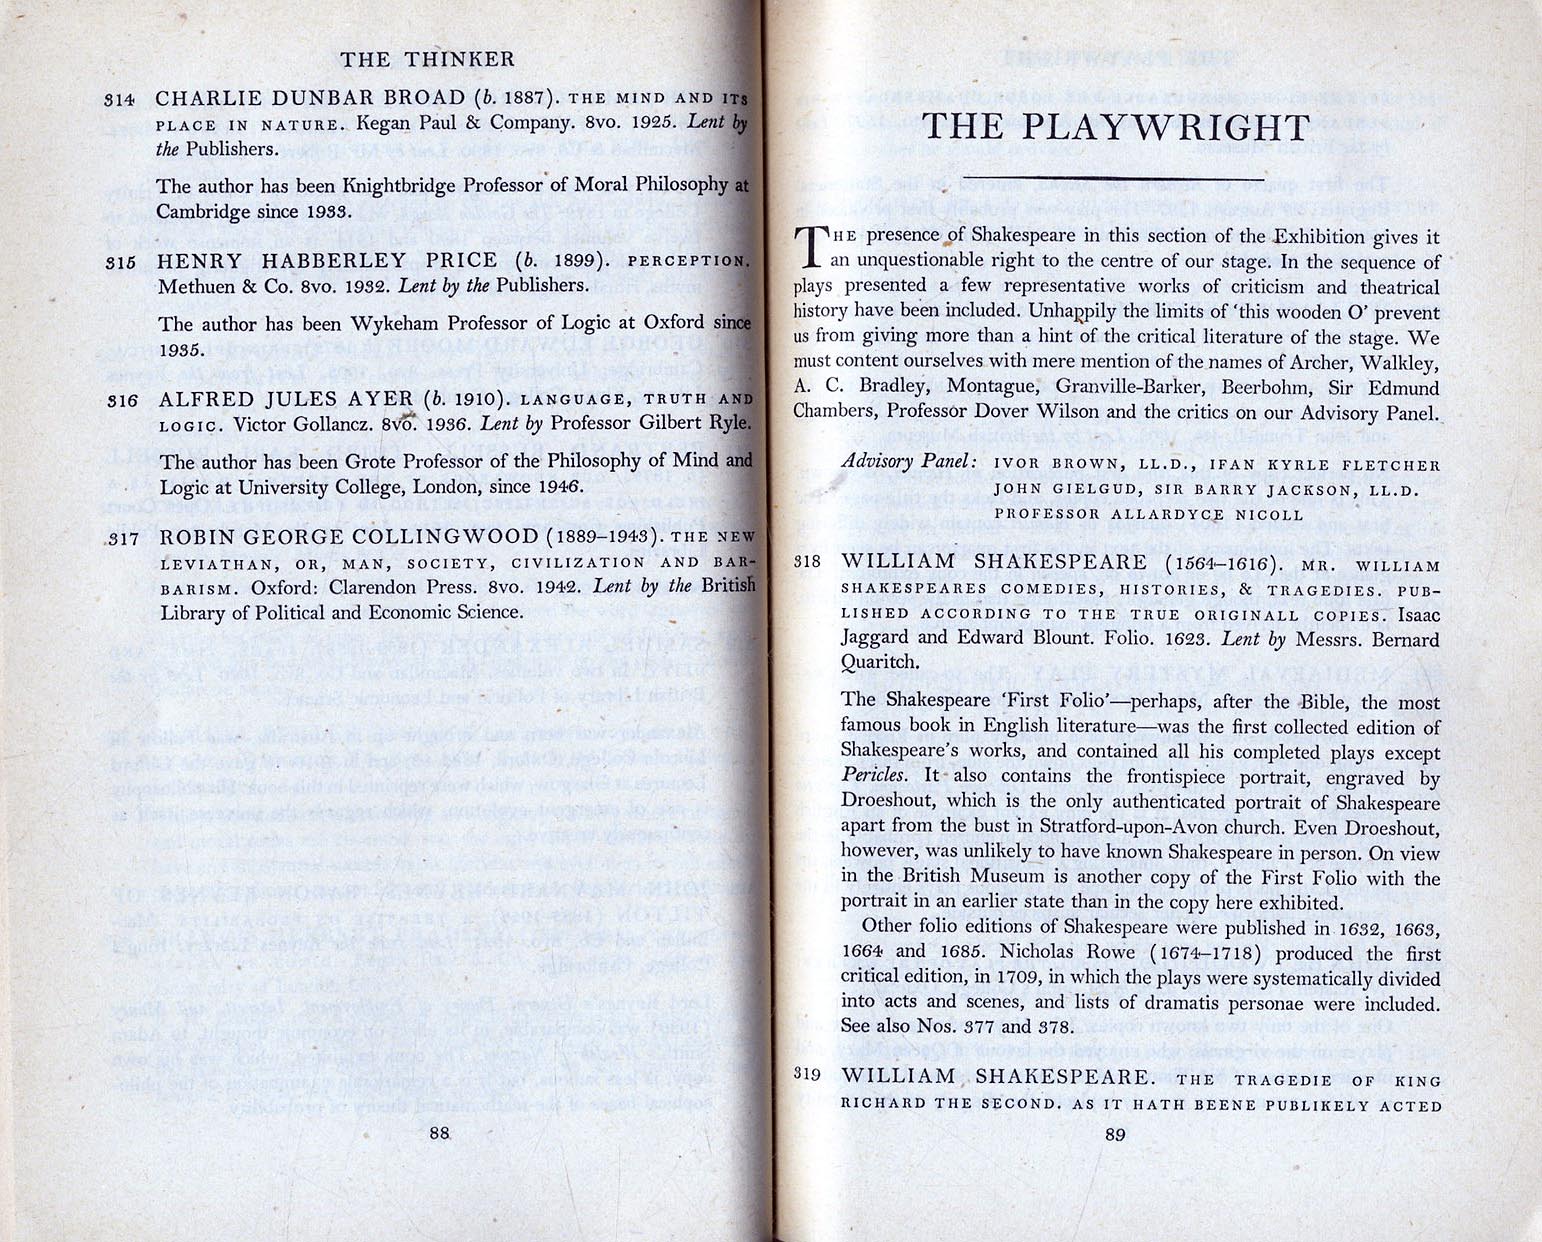 THE THINKER
314 CHARLIE DUNBAR BROAD (b. 1887). THE MIND AND ITS
PLACE IN NATURE. Kegan Paul & Company. 8vo. 1925. Lent by
the Publishers.
The author has been Knightbridge Professor of Moral Philosophy at
Cambridge since 1933.
315 HENRY HABBERLEY PRICE (b. 1899). PERCEPTION.
Methuen & Co. 8vo. 1932. Lent by the Publishers.
The author has been Wykeham Professor of Logic at Oxford since
1935.
316 ALFRED JULES AYER (b. 1910). LANGUAGE, TRUTH AND
LOGIC. Victor Gollancz. 8vo. 1936. Lent by Professor Gilbert Ryle.
The author has been Grote Professor of the Philosophy of Mind and
Logic at University College, London, since 1946.
317 ROBIN GEORGE COLLINGWOOD (1889–1943). THE NEW
LEVIATHAN, OR, MAN, SOCIETY, CIVILIZATION AND BAR-
BARISM. Oxford: Clarendon Press. 8vo. 1942. Lent by the British
Library of Political and Economic Science.
88
THE PLAYWRIGHT
THE presence of Shakespeare in this section of the Exhibition gives it
an unquestionable right to the centre of our stage. In the sequence of
plays presented a few representative works of criticism and theatrical
history have been included. Unhappily the limits of ‘this wooden O’ prevent
us from giving more than a hint of the critical literature of the stage. We
must content ourselves with mere mention of the names of Archer, Walkley,
A. C. Bradley, Montague, Granville-Barker, Beerbohm, Sir Edmund
Chambers, Professor Dover Wilson and the critics on our Advisory Panel.
Advisory Panel: IVOR BROWN, LL.D., IFAN KYRLE FLETCHER
JOHN GIELGUD, SIR BARRY JACKSON, LL.D.
PROFESSOR ALLARDYCE NICOLL
318 WILLIAM SHAKESPEARE (1564–1616). MR. WILLIAM
SHAKESPEARES COMEDIES, HISTORIES, & TRAGEDIES. PUB-
LISHED ACCORDING TO THE TRUE ORIGINALL COPIES. Isaac
Jaggard and Edward Blount. Folio. 1623. Lent by Messrs. Bernard
Quaritch.
The Shakespeare ‘First Folio’—perhaps, after the Bible, the most
famous book in English literature—was the first collected edition of
Shakespeare’s works, and contained all his completed plays except
Pericles. It also contains the frontispiece portrait, engraved by
Droeshout, which is the only authenticated portrait of Shakespeare
apart from the bust in Stratford-upon-Avon church. Even Droeshout,
however, was unlikely to have known Shakespeare in person. On view
in the British Museum is another copy of the First Folio with the
portrait in an earlier state than in the copy here exhibited.
Other folio editions of Shakespeare were published in 1632, 1663,
1664 and 1685. Nicholas Rowe (1674–1718) produced the first
critical edition, in 1709, in which the plays were systematically divided
into acts and scenes, and lists of dramatis personae were included.
See also Nos. 377 and 378.
319 WILLIAM SHAKESPEARE. THE TRAGEDIE OF KING
RICHARD THE SECOND. AS IT HATH BEENE PUBLIKELY ACTED
89